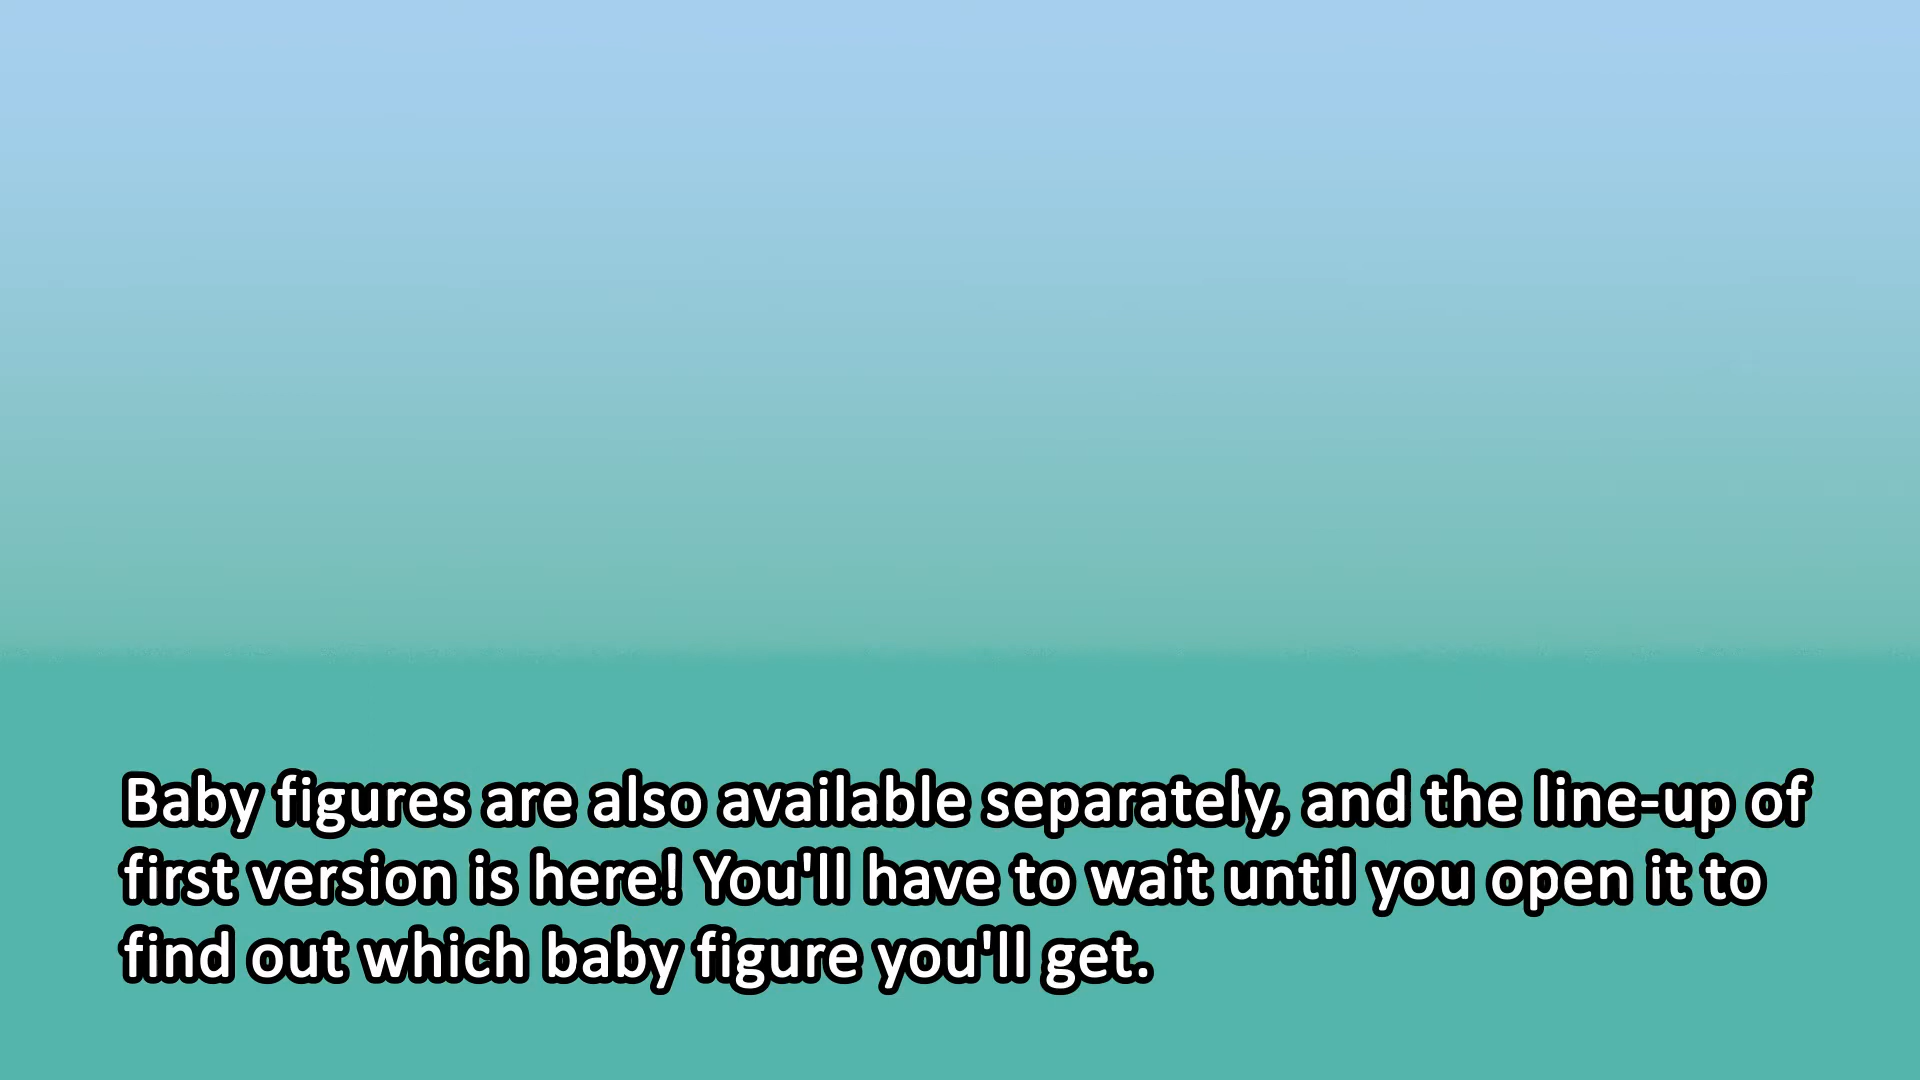 Baby figures are also available separately, and the line-up of
first version is here! You'll have to wait until you open it to
find out which baby figure you'll get.